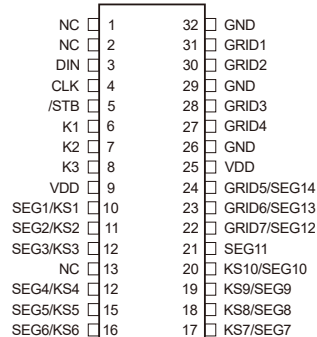 NC 1 32 GND
NC 2 31 GRID1
DIN 3 30 GRID2
CLK 4 29 GND
/STB 5 28 GRID3
K1 6 27 GRID4
K2 7 26 GND
K3 8 25 VDD
VDD 9 24 GRID5/SEG14
SEG1/KS1 10 23 GRID6/SEG13
SEG2/KS2 11 22 GRID7/SEG12
SEG3/KS3 12 21 SEG11
NC 13 20 KS10/SEG10
SEG4/KS4 12 19 KS9/SEG9
SEG5/KS5 15 18 KS8/SEG8
SEG6/KS6 16 17 KS7/SEG7